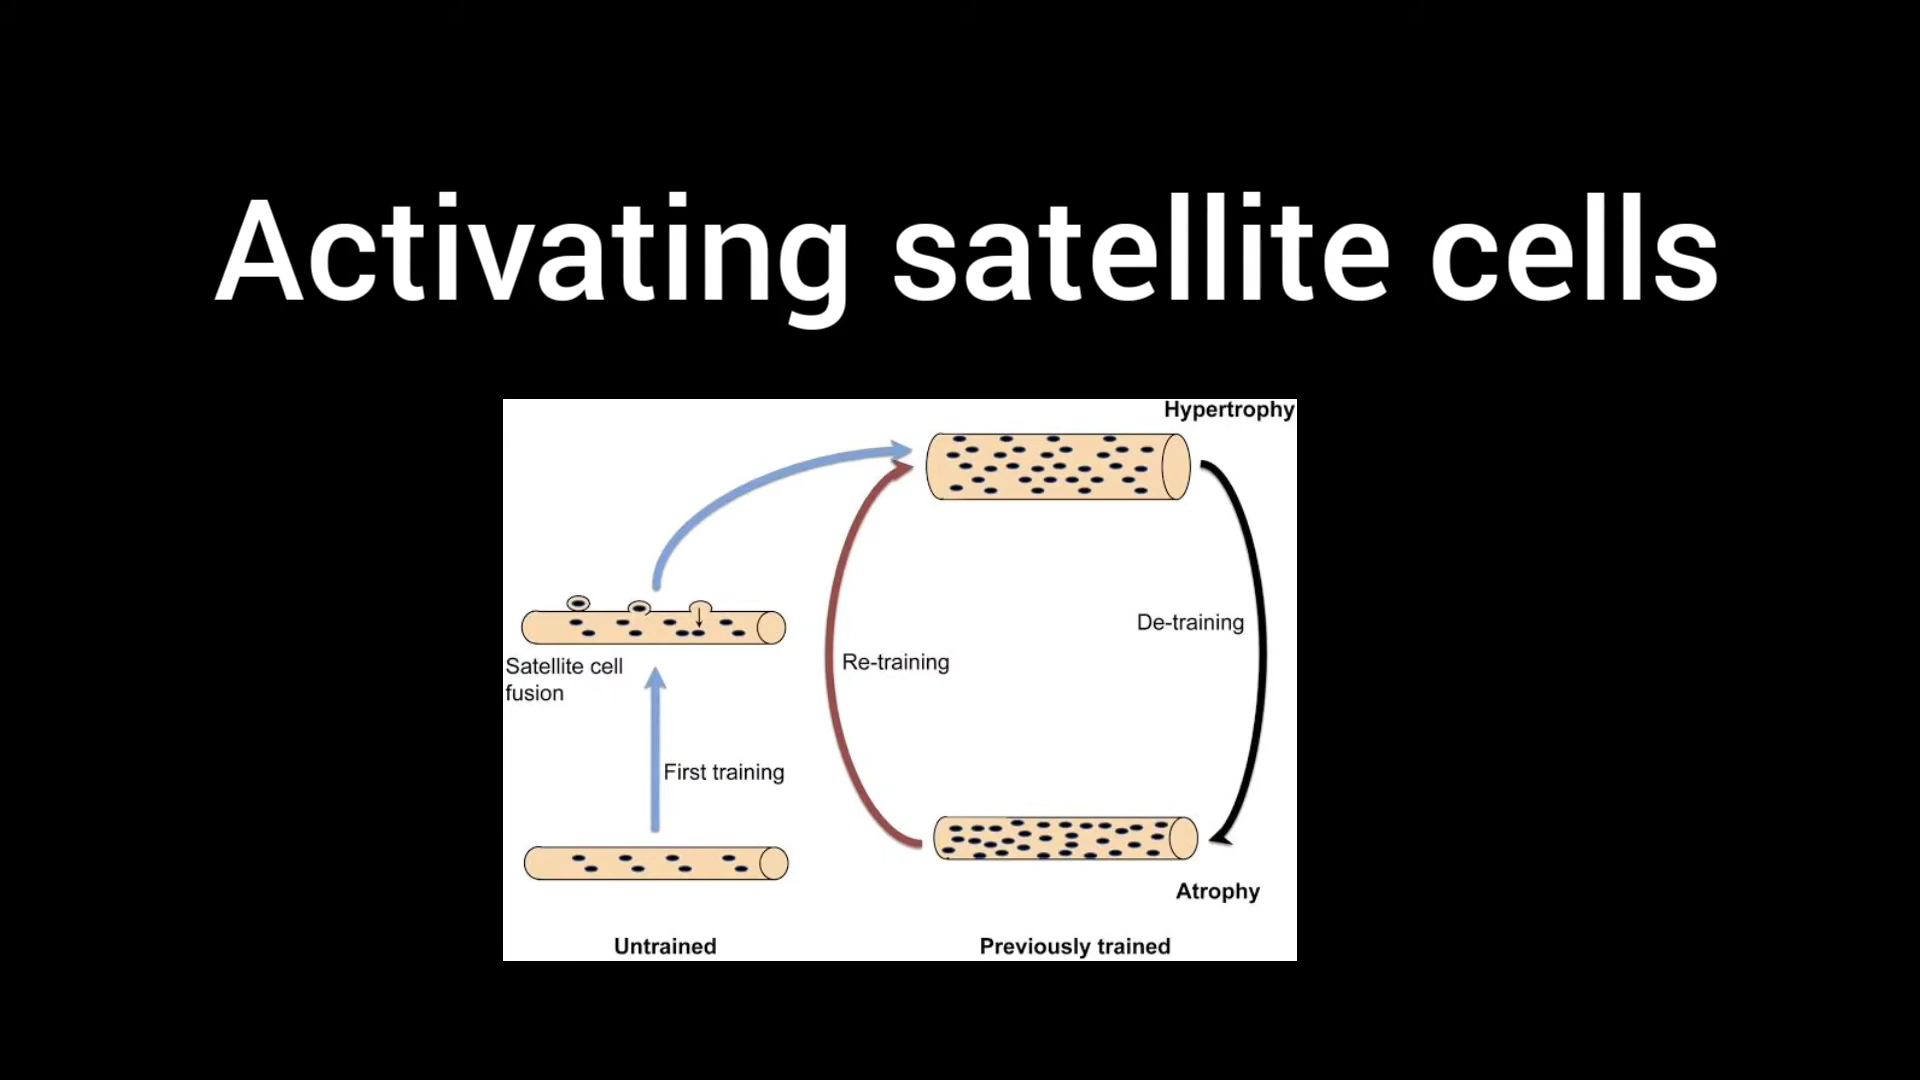 Activating satellite cells
Hypertrophy
De-training
Re-training
Satellite cell
fusion
First training
Atrophy
Untrained
Previously trained